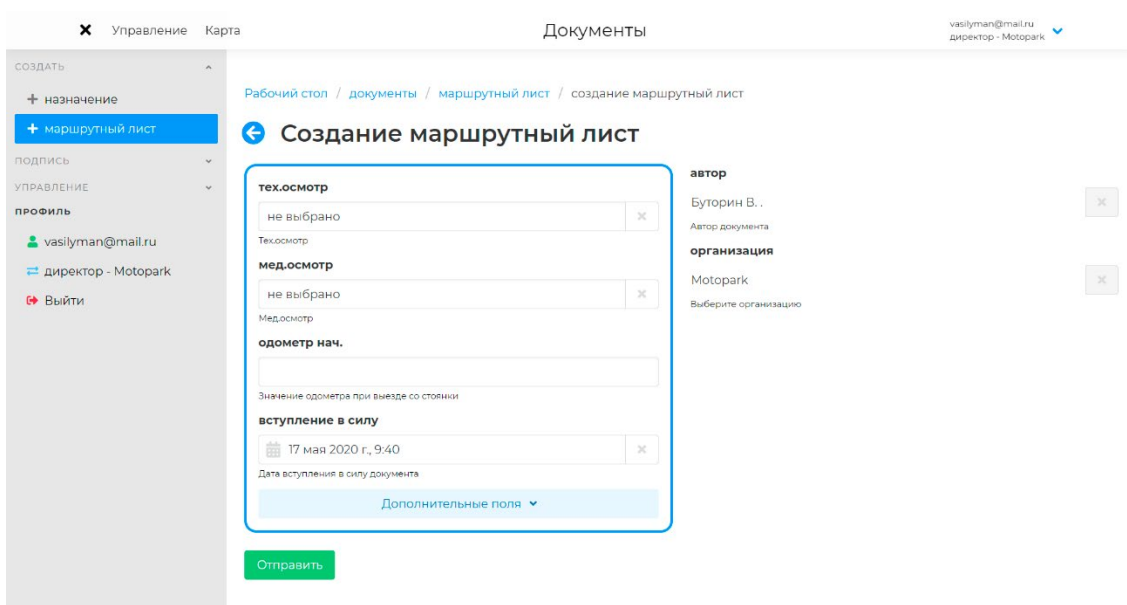 Управление Карта
Документы
vasilyman@mail.ru
директор - Motopark
СОЗДАТЬ
назначение
маршрутный лист
ПОДПИСЬ
УПРАВЛЕНИЕ
ПРОФИЛЬ
vasilyman@mail.ru
директор - Motopark
Выйти
Рабочий стол / документы / маршрутный лист / создание маршрутный лист
Создание маршрутный лист
тех.осмотр
не выбрано
Тех.осмотр
мед.осмотр
не выбрано
Мед.осмотр
одометр нач.
Значение одометра при выезде со стоянки
вступление в силу
17 мая 2020 г., 9:40
Дата вступления в силу документа
Дополнительные поля
Отправить
автор
Буторин В. .
Автор документа
организация
Motopark
Выберите организацию